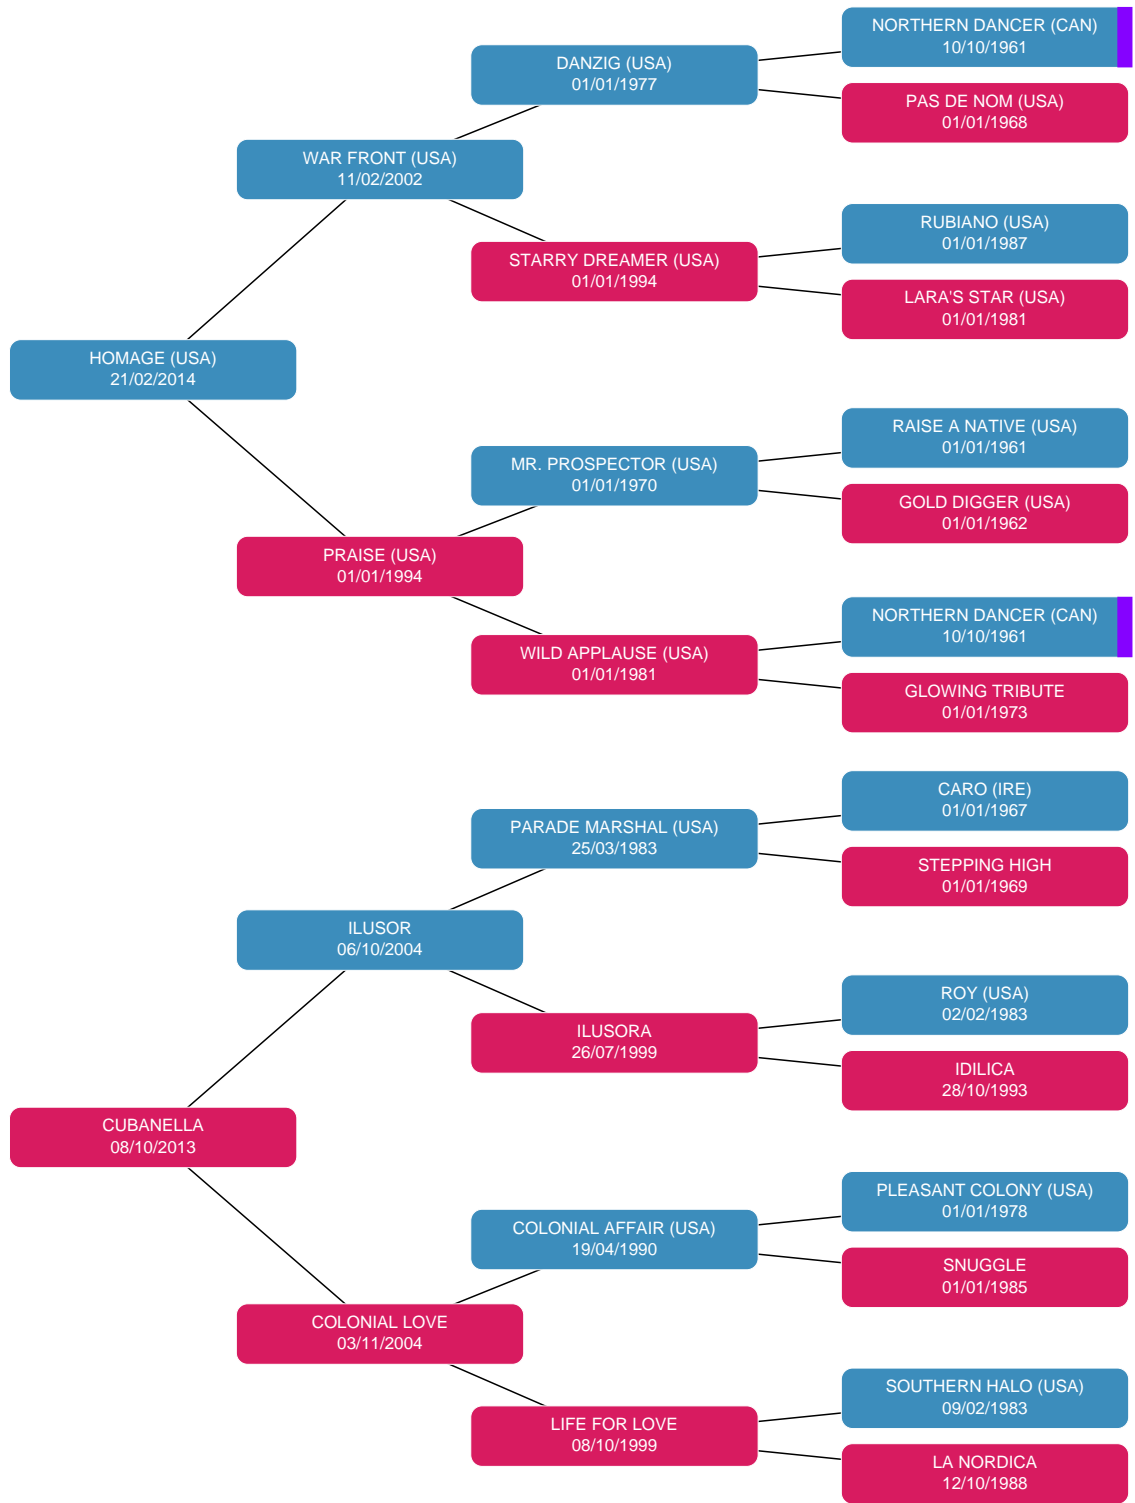 NORTHERN DANCER (CAN)
10/10/1961
DANZIG (USA)
01/01/1977
PAS DE NOM (USA)
01/01/1968
WAR FRONT (USA)
11/02/2002
RUBIANO (USA)
01/01/1987
STARRY DREAMER (USA)
01/01/1994
LARA'S STAR (USA)
01/01/1981
HOMAGE (USA)
21/02/2014
RAISE A NATIVE (USA)
01/01/1961
MR. PROSPECTOR (USA)
01/01/1970
GOLD DIGGER (USA)
01/01/1962
PRAISE (USA)
01/01/1994
NORTHERN DANCER (CAN)
10/10/1961
WILD APPLAUSE (USA)
01/01/1981
GLOWING TRIBUTE
01/01/1973
CARO (IRE)
01/01/1967
PARADE MARSHAL (USA)
25/03/1983
STEPPING HIGH
01/01/1969
ILUSOR
06/10/2004
ROY (USA)
02/02/1983
ILUSORA
26/07/1999
IDILICA
28/10/1993
CUBANELLA
08/10/2013
PLEASANT COLONY (USA)
01/01/1978
COLONIAL AFFAIR (USA)
19/04/1990
SNUGGLE
01/01/1985
COLONIAL LOVE
03/11/2004
SOUTHERN HALO (USA)
09/02/1983
LIFE FOR LOVE
08/10/1999
LA NORDICA
12/10/1988